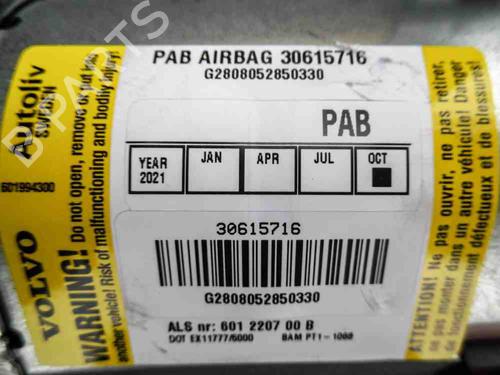 PAB AIRBAG 30615716
G2808052850330
PAB
YEAR 2021 JAN APR JUL OCT
30615716
G2808052850330
ALS nr: 601 2207 00 B
DOT EX11777/6000 BAM PT1-1088
Autoliv
SWEDEN
601994300
VOLVO
WARNING! Do not open, remove or put into
another vehicle! Risk of malfunctioning and bodily injury!
ATTENTION! Ne pas ouvrir, ne pas retirer,
ne pas remonter dans un autre véhicule! Danger
de fonctionnement défectueux et de blessures!
B-PARTS